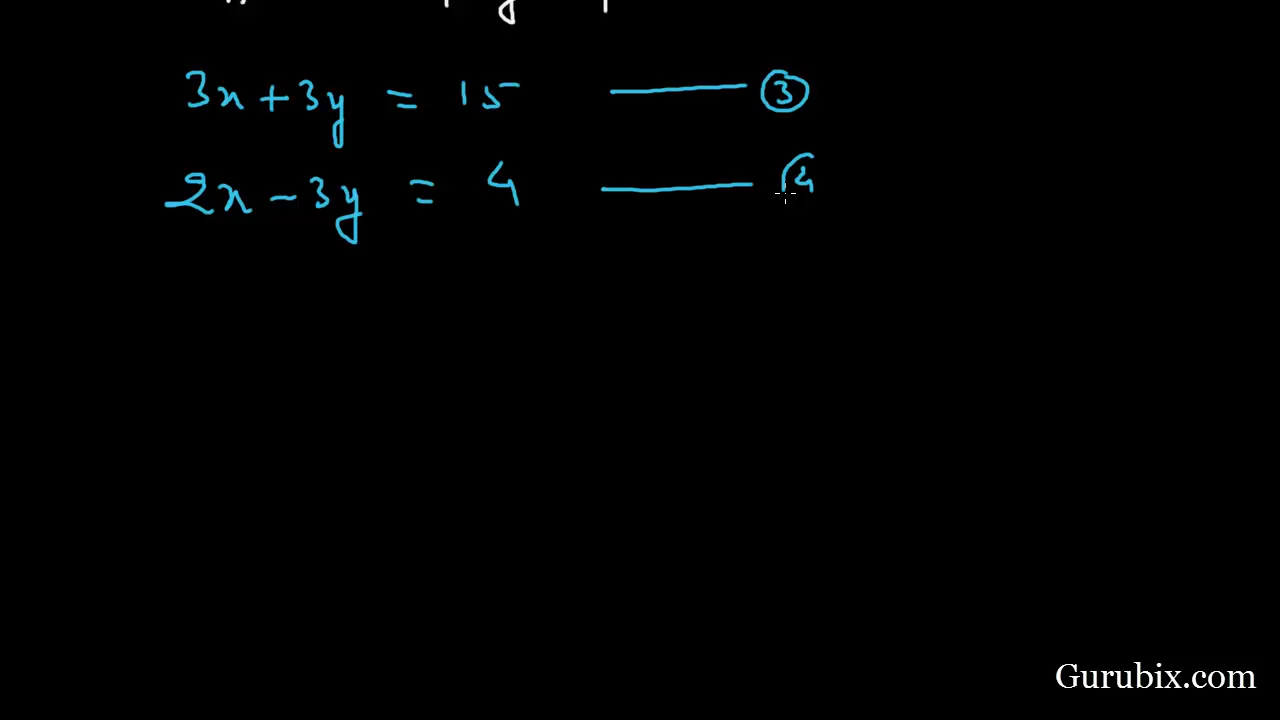 3x + 3y = 15 —— ③
2x - 3y = 4 —— 4
Gurubix.com